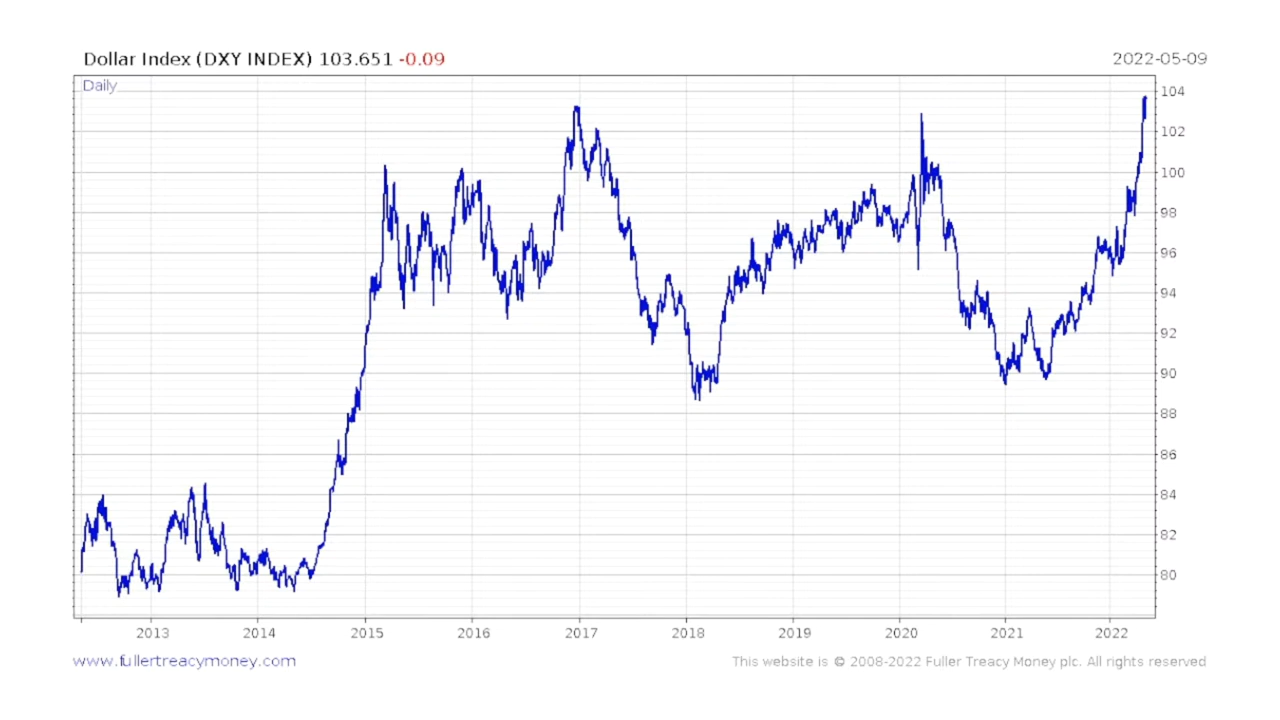 Dollar Index (DXY INDEX) 103.651 -0.09
2022-05-09
Daily
104
102
100
98
96
94
92
90
88
86
84
82
80
2013 2014 2015 2016 2017 2018 2019 2020 2021 2022
www.fullertreacymoney.com
This website is © 2008-2022 Fuller Treacy Money plc. All rights reserved